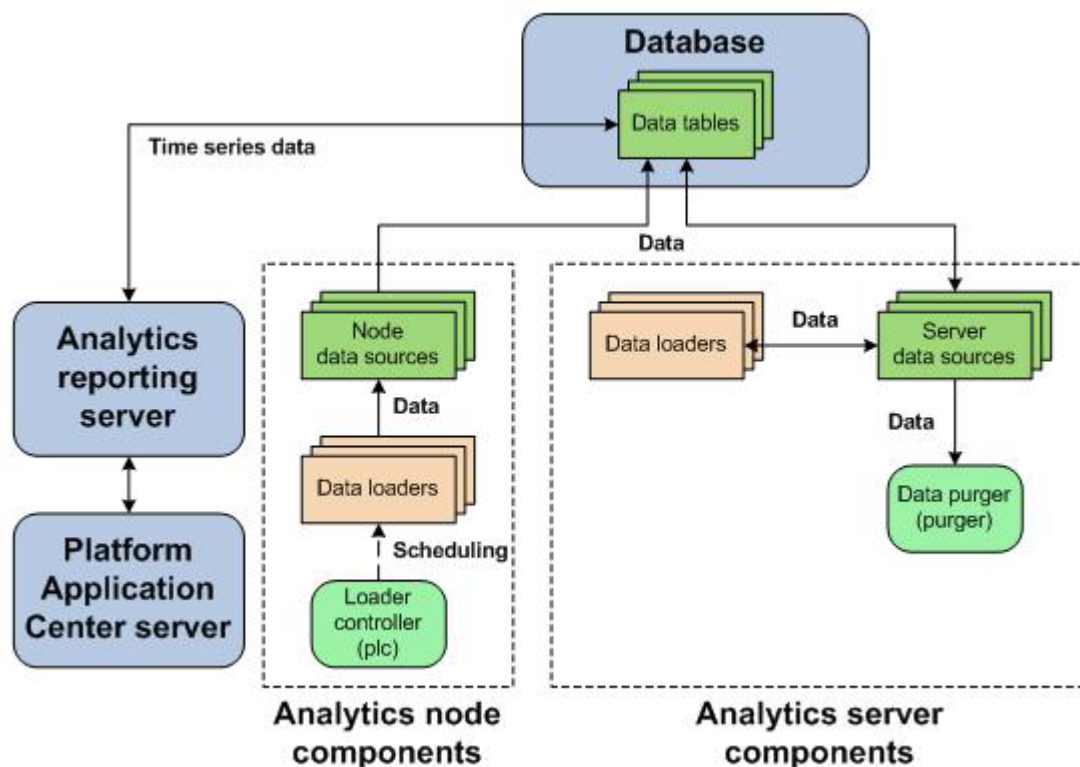 Database
Data tables
Time series data
Data
Analytics
reporting
server
Platform
Application
Center server
Node
data sources
Data
Data loaders
Scheduling
Loader
controller
(plc)
Analytics node
components
Data loaders
Data
Server
data sources
Data
Data purger
(purger)
Analytics server
components